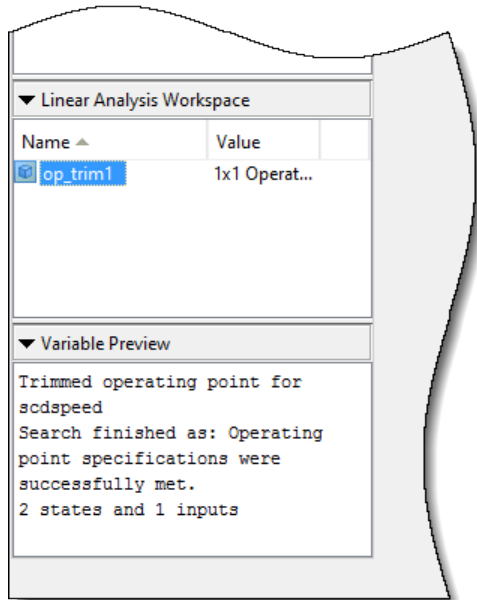 Linear Analysis Workspace
Name Value
op_trim1 1x1 Operat...
Variable Preview
Trimmed operating point for
scdspeed
Search finished as: Operating
point specifications were
successfully met.
2 states and 1 inputs